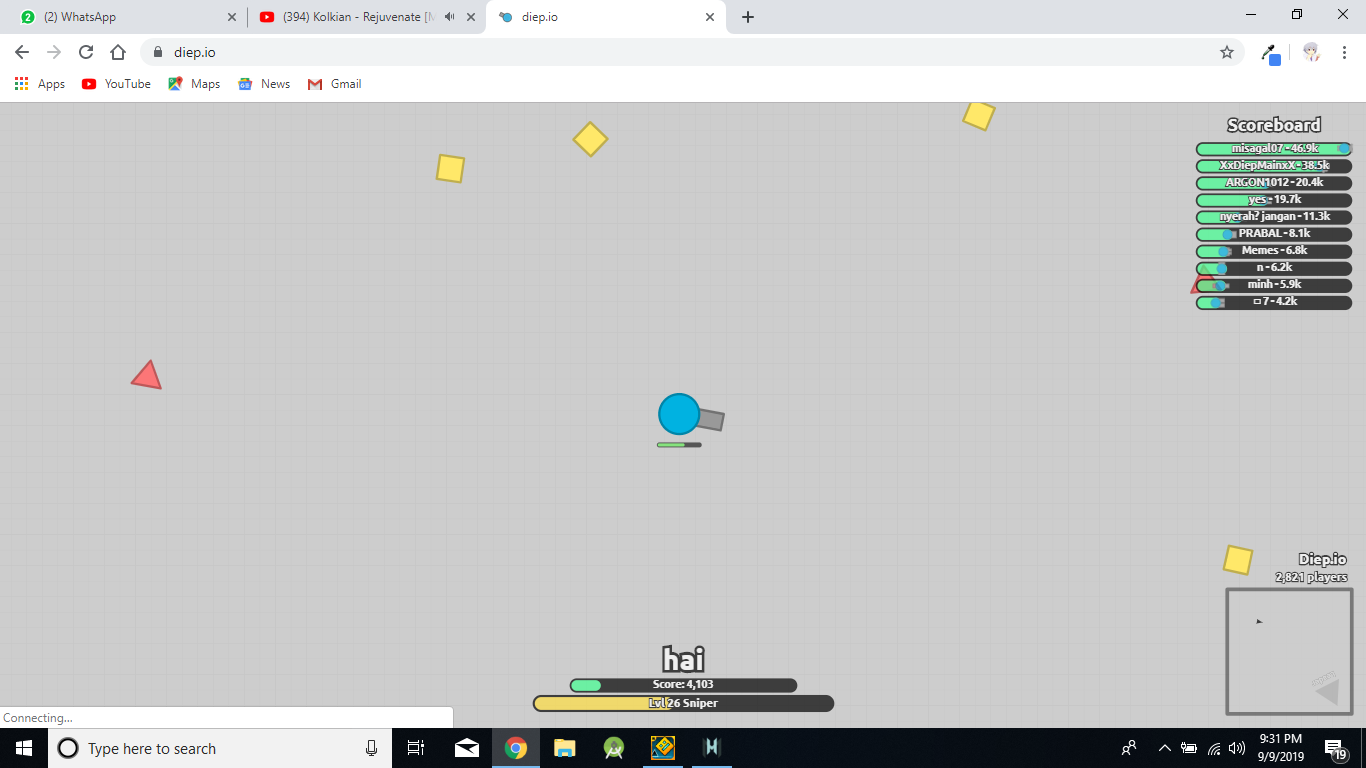 (2) WhatsApp
(394) Kolkian - Rejuvenate [
diep.io
diep.io
Apps
YouTube
Maps
News
Gmail
Scoreboard
misagal07 - 46.9k
XxDiepMainxX - 38.5k
ARGON1012 - 20.4k
yes - 19.7k
nyerah? jangan - 11.3k
PRABAL - 8.1k
Memes - 6.8k
n - 6.2k
minh - 5.9k
□ 7 - 4.2k
Diep.io
2,821 players
hai
Score: 4,103
Lvl 26 Sniper
Connecting...
Type here to search
9:31 PM
9/9/2019
19